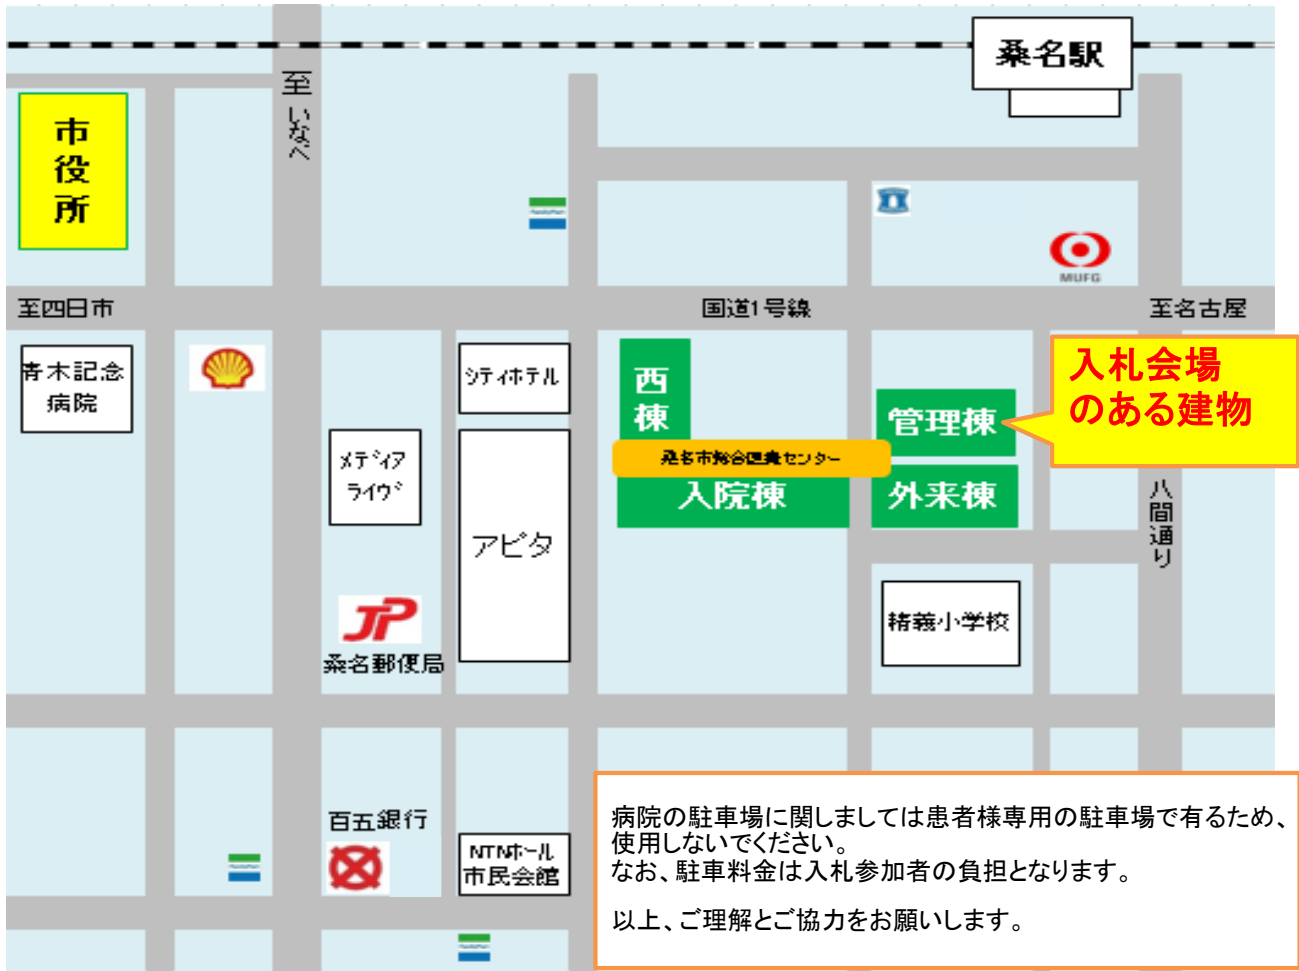 桑名駅
至
いなべ
市
役
所
MUFG
至四日市
国道1号線
至名古屋
青木記念
病院
シティホテル
西
棟
管理棟
入札会場
のある建物
メディア
ライヴ
桑名市総合医療センター
入院棟
外来棟
アピタ
八間通り
JP
桑名郵便局
精義小学校
百五銀行
NTNホール
市民会館
病院の駐車場に関しましては患者様専用の駐車場で有るため、
使用しないでください。
なお、駐車料金は入札参加者の負担となります。
以上、ご理解とご協力をお願いします。